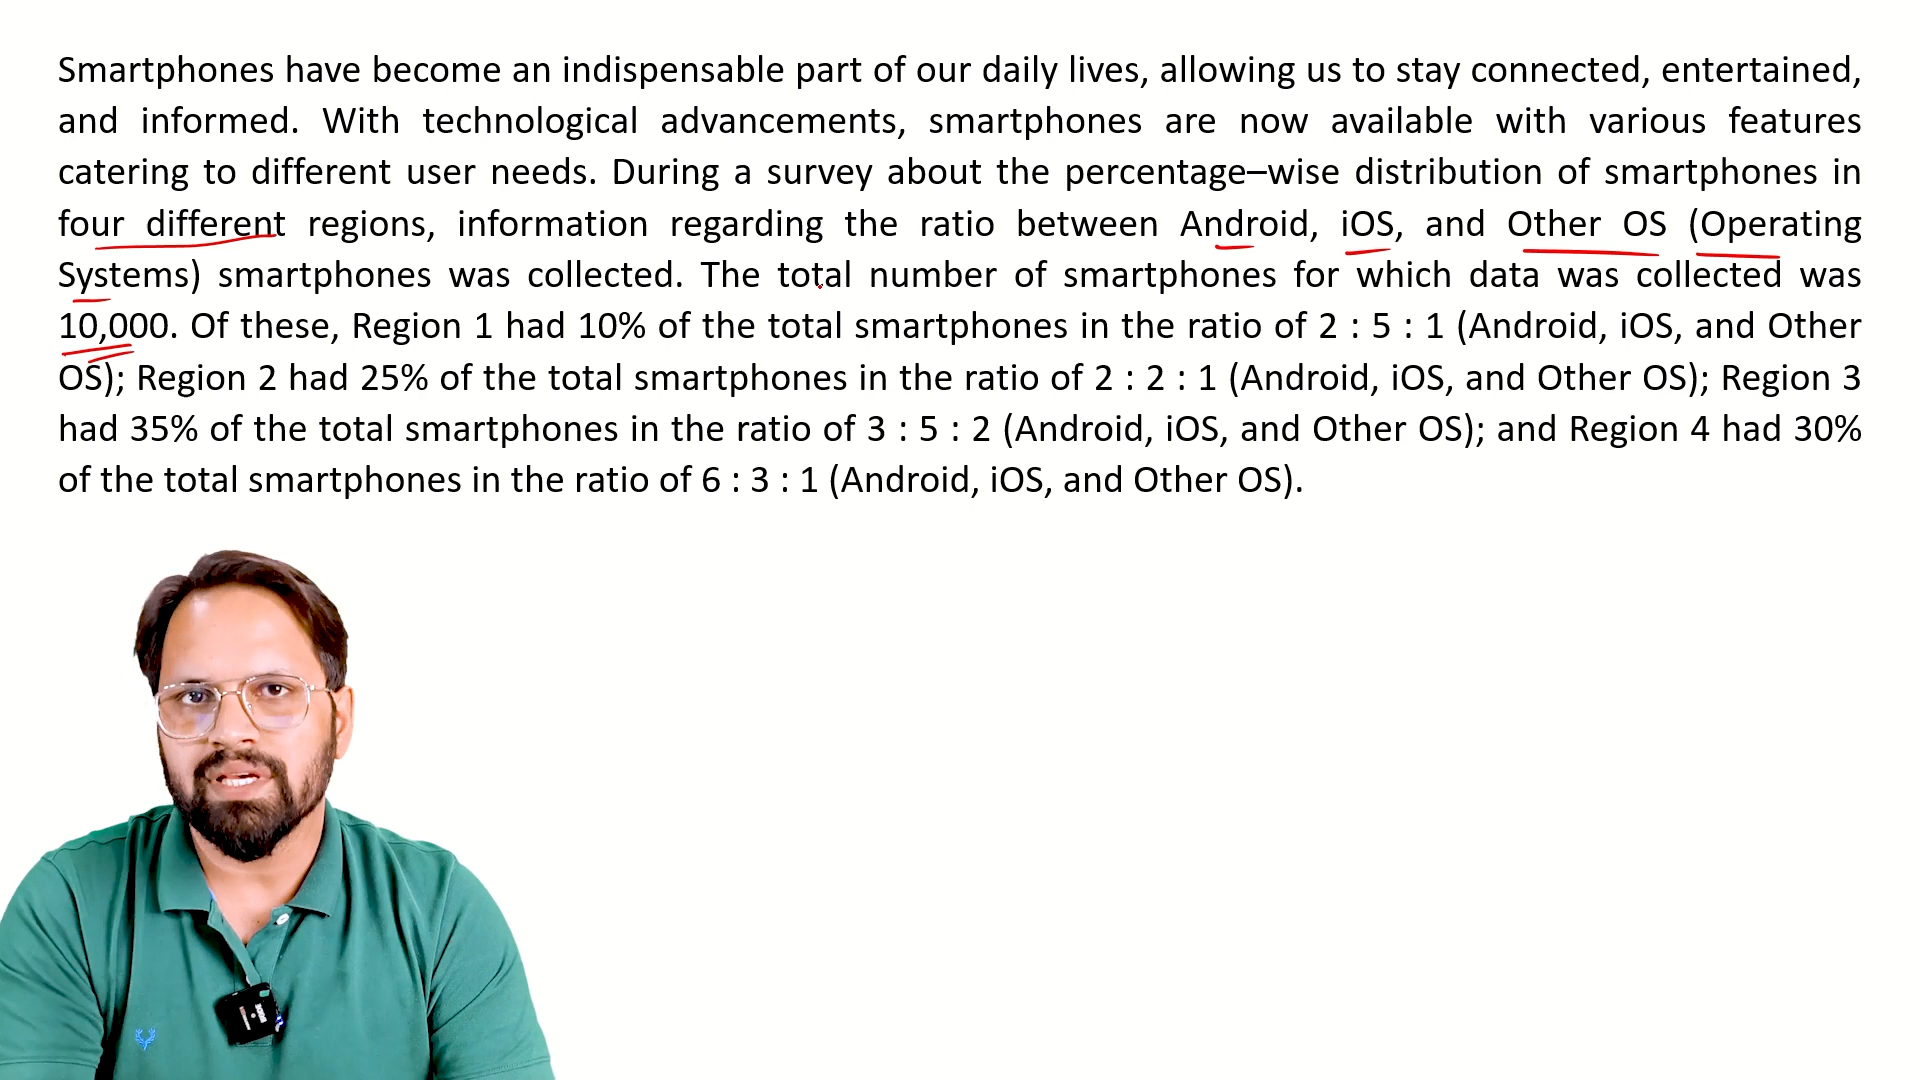 Smartphones have become an indispensable part of our daily lives, allowing us to stay connected, entertained,
and informed. With technological advancements, smartphones are now available with various features
catering to different user needs. During a survey about the percentage–wise distribution of smartphones in
four different regions, information regarding the ratio between Android, iOS, and Other OS (Operating
Systems) smartphones was collected. The total number of smartphones for which data was collected was
10,000. Of these, Region 1 had 10% of the total smartphones in the ratio of 2 : 5 : 1 (Android, iOS, and Other
OS); Region 2 had 25% of the total smartphones in the ratio of 2 : 2 : 1 (Android, iOS, and Other OS); Region 3
had 35% of the total smartphones in the ratio of 3 : 5 : 2 (Android, iOS, and Other OS); and Region 4 had 30%
of the total smartphones in the ratio of 6 : 3 : 1 (Android, iOS, and Other OS).